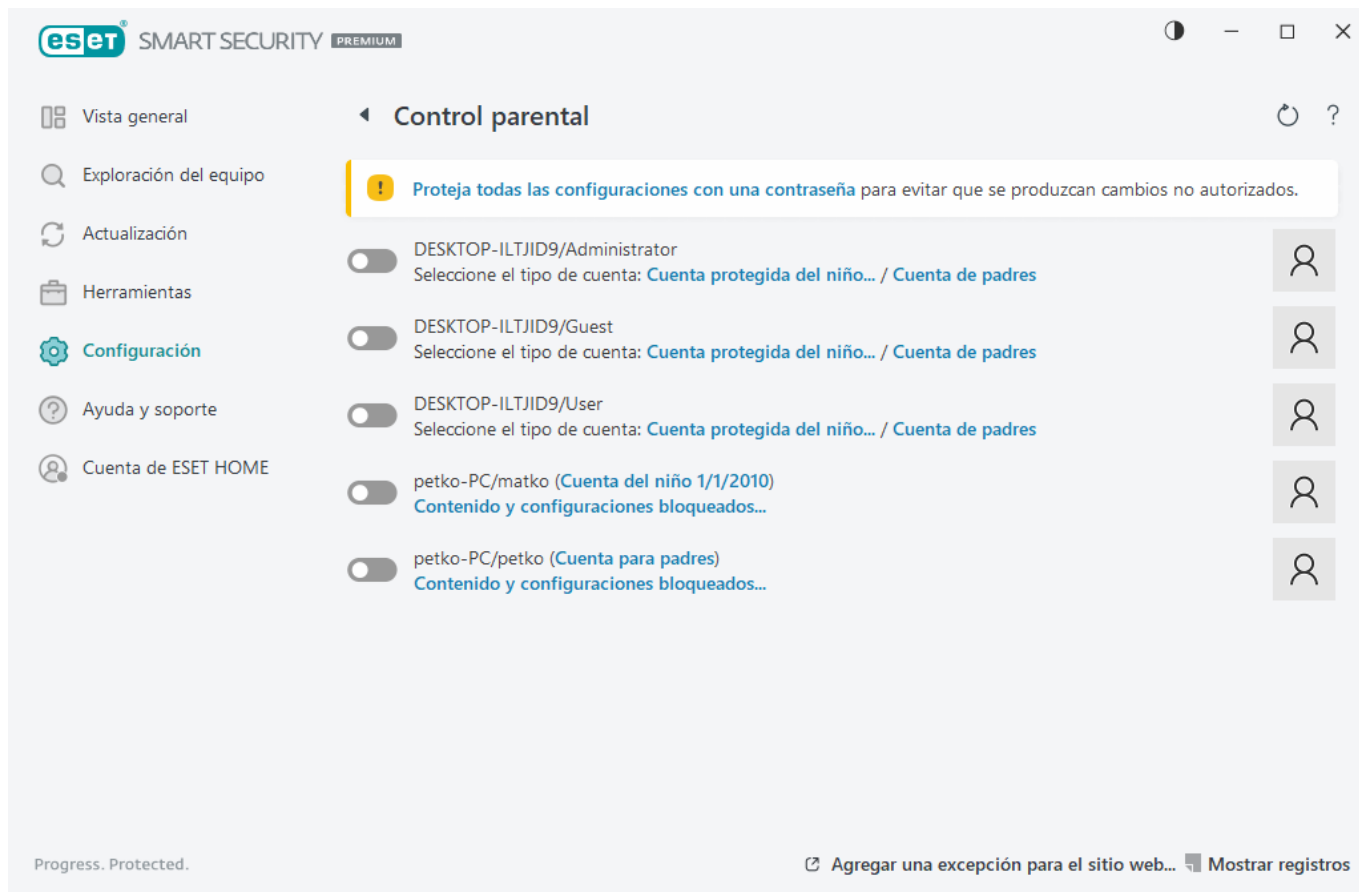 eset® SMART SECURITY PREMIUM
Vista general
Exploración del equipo
Actualización
Herramientas
Configuración
Ayuda y soporte
Cuenta de ESET HOME
Control parental
?
! Proteja todas las configuraciones con una contraseña para evitar que se produzcan cambios no autorizados.
DESKTOP-ILTJID9/Administrator
Seleccione el tipo de cuenta: Cuenta protegida del niño... / Cuenta de padres
DESKTOP-ILTJID9/Guest
Seleccione el tipo de cuenta: Cuenta protegida del niño... / Cuenta de padres
DESKTOP-ILTJID9/User
Seleccione el tipo de cuenta: Cuenta protegida del niño... / Cuenta de padres
petko-PC/matko (Cuenta del niño 1/1/2010)
Contenido y configuraciones bloqueados...
petko-PC/petko (Cuenta para padres)
Contenido y configuraciones bloqueados...
Progress. Protected.
Agregar una excepción para el sitio web... Mostrar registros